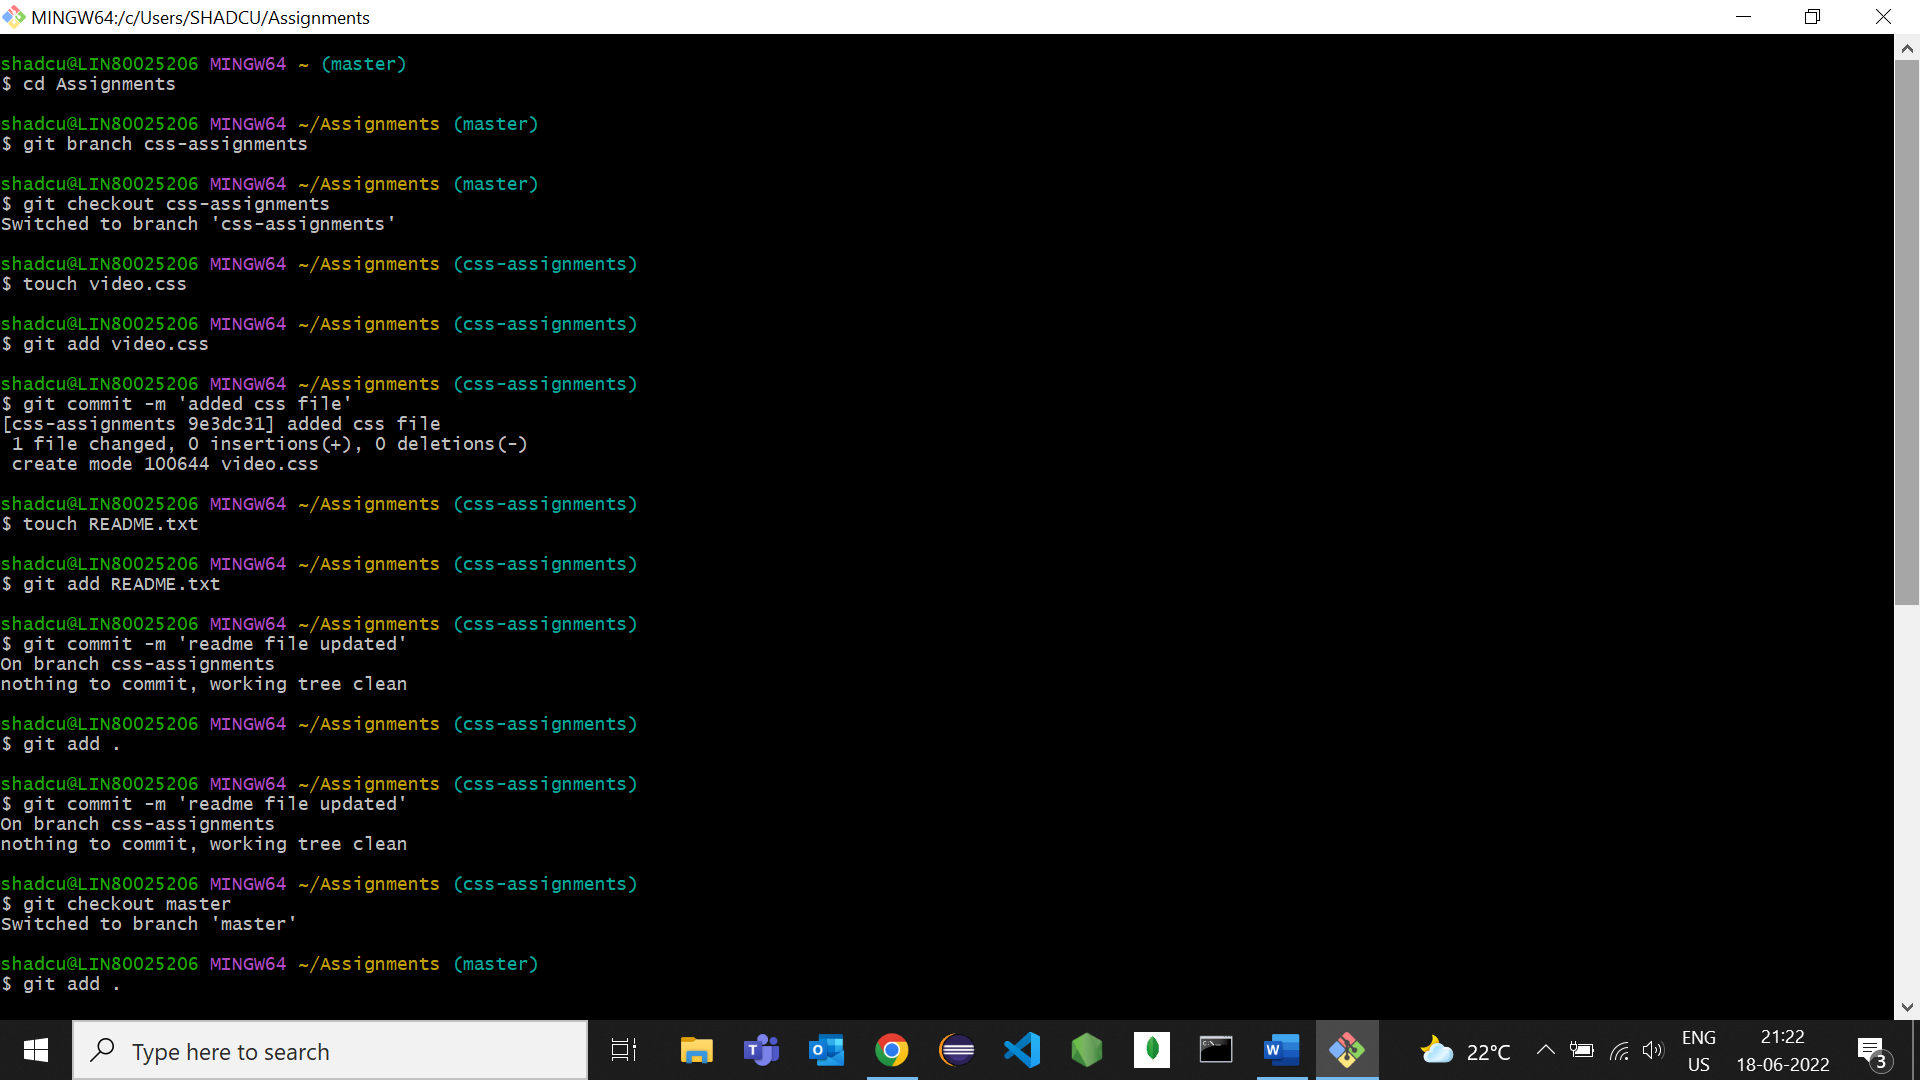 MINGW64:/c/Users/SHADCU/Assignments
shadcu@LIN80025206 MINGW64 ~ (master)
$ cd Assignments
shadcu@LIN80025206 MINGW64 ~/Assignments (master)
$ git branch css-assignments
shadcu@LIN80025206 MINGW64 ~/Assignments (master)
$ git checkout css-assignments
Switched to branch 'css-assignments'
shadcu@LIN80025206 MINGW64 ~/Assignments (css-assignments)
$ touch video.css
shadcu@LIN80025206 MINGW64 ~/Assignments (css-assignments)
$ git add video.css
shadcu@LIN80025206 MINGW64 ~/Assignments (css-assignments)
$ git commit -m 'added css file'
[css-assignments 9e3dc31] added css file
 1 file changed, 0 insertions(+), 0 deletions(-)
 create mode 100644 video.css
shadcu@LIN80025206 MINGW64 ~/Assignments (css-assignments)
$ touch README.txt
shadcu@LIN80025206 MINGW64 ~/Assignments (css-assignments)
$ git add README.txt
shadcu@LIN80025206 MINGW64 ~/Assignments (css-assignments)
$ git commit -m 'readme file updated'
On branch css-assignments
nothing to commit, working tree clean
shadcu@LIN80025206 MINGW64 ~/Assignments (css-assignments)
$ git add .
shadcu@LIN80025206 MINGW64 ~/Assignments (css-assignments)
$ git commit -m 'readme file updated'
On branch css-assignments
nothing to commit, working tree clean
shadcu@LIN80025206 MINGW64 ~/Assignments (css-assignments)
$ git checkout master
Switched to branch 'master'
shadcu@LIN80025206 MINGW64 ~/Assignments (master)
$ git add .
Type here to search
22°C
ENG
US
21:22
18-06-2022
3